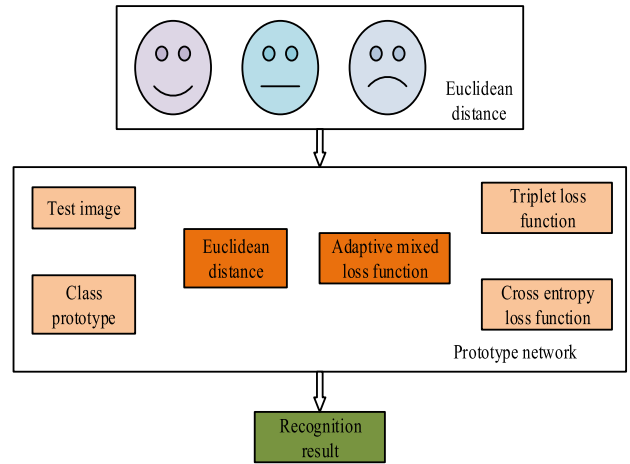 Euclidean
distance
Test image
Class
prototype
Euclidean
distance
Adaptive mixed
loss function
Triplet loss
function
Cross entropy
loss function
Prototype network
Recognition
result